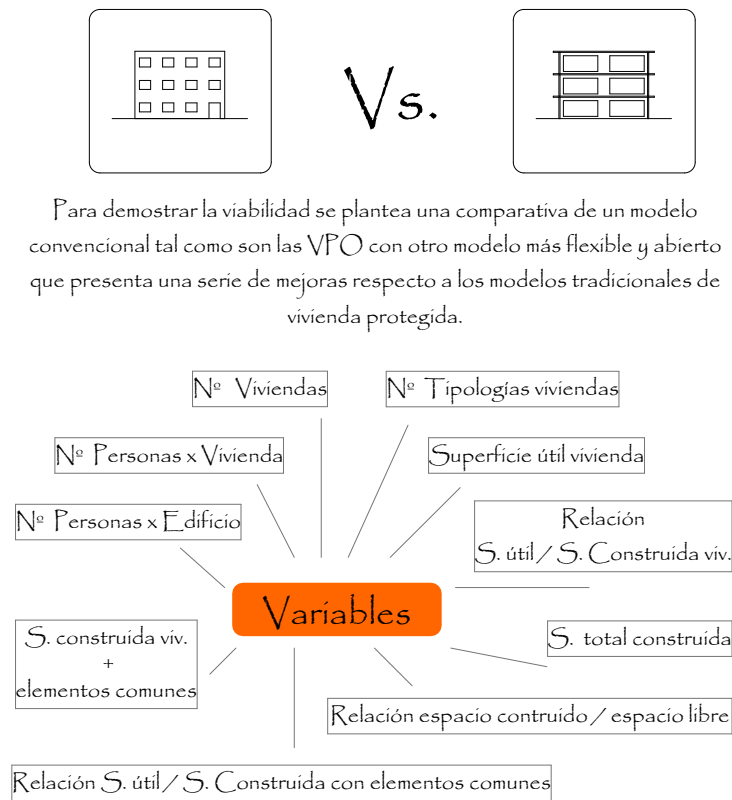 Vs.
Para demostrar la viabilidad se plantea una comparativa de un modelo
convencional tal como son las VPO con otro modelo más flexible y abierto
que presenta una serie de mejoras respecto a los modelos tradicionales de
vivienda protegida.
Nº Viviendas
Nº Tipologías viviendas
Nº Personas x Vivienda
Superficie útil vivienda
Nº Personas x Edificio
Relación
S. útil / S. Construida viv.
Variables
S. construida viv.
+
elementos comunes
S. total construida
Relación espacio contruido / espacio libre
Relación S. útil / S. Construida con elementos comunes